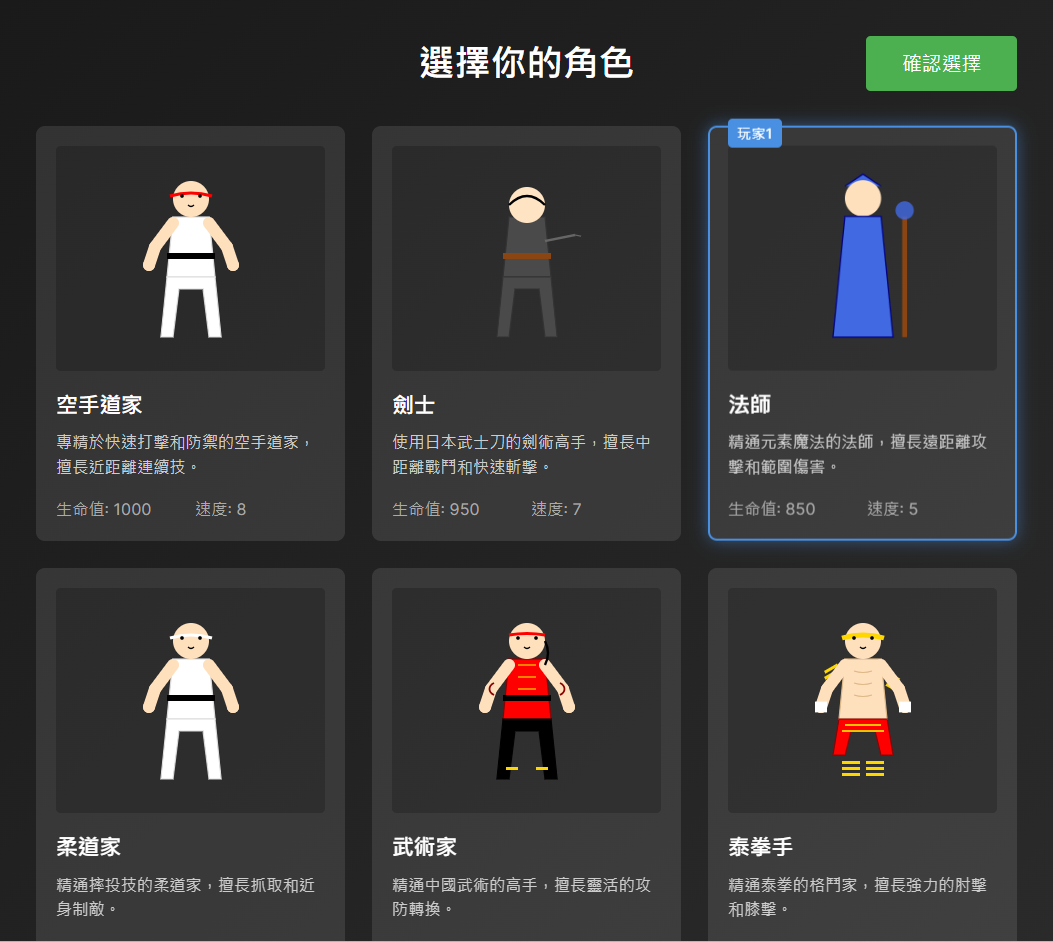 選擇你的角色
確認選擇
空手道家
專精於快速打擊和防禦的空手道家，
擅長近距離連續技。
生命值: 1000 速度: 8
劍士
使用日本武士刀的劍術高手，擅長中
距離戰鬥和快速斬擊。
生命值: 950 速度: 7
玩家1
法師
精通元素魔法的法師，擅長遠距離攻
擊和範圍傷害。
生命值: 850 速度: 5
柔道家
精通摔投技的柔道家，擅長抓取和近
身制敵。
武術家
精通中國武術的高手，擅長靈活的攻
防轉換。
泰拳手
精通泰拳的格鬥家，擅長強力的肘擊
和膝擊。